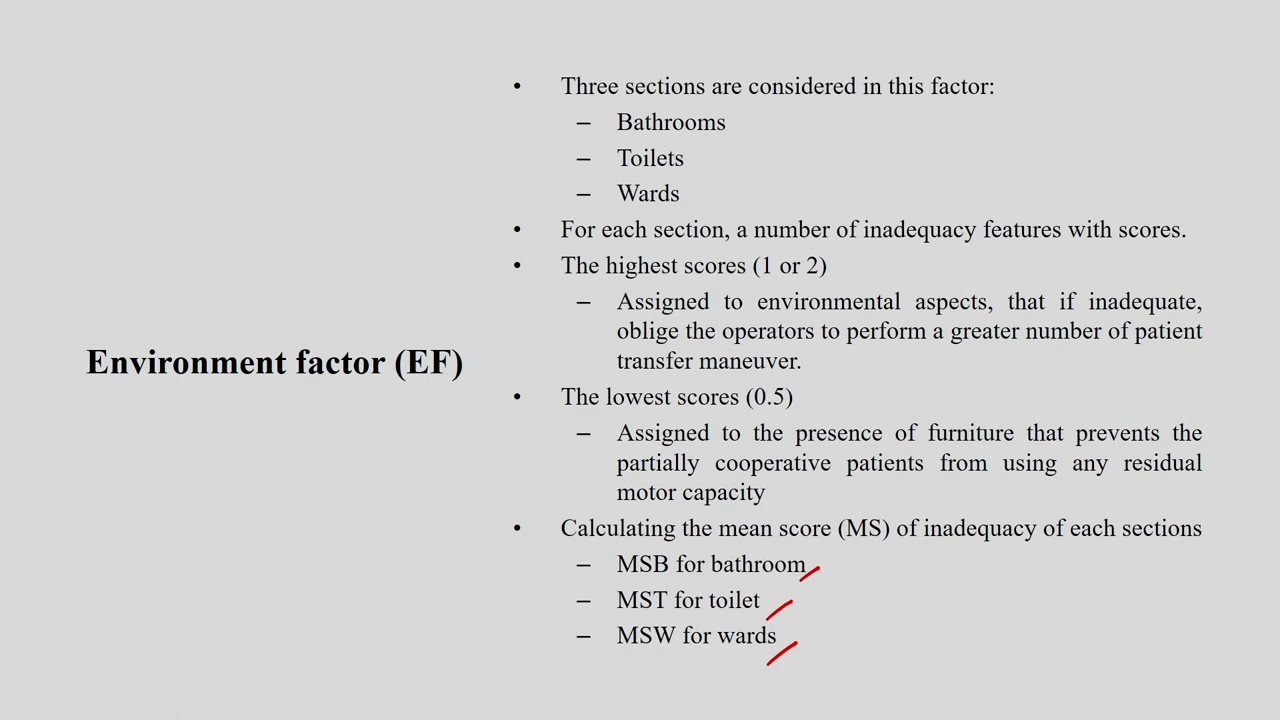 Environment factor (EF)
• Three sections are considered in this factor:
– Bathrooms
– Toilets
– Wards
• For each section, a number of inadequacy features with scores.
• The highest scores (1 or 2)
– Assigned to environmental aspects, that if inadequate,
oblige the operators to perform a greater number of patient
transfer maneuver.
• The lowest scores (0.5)
– Assigned to the presence of furniture that prevents the
partially cooperative patients from using any residual
motor capacity
• Calculating the mean score (MS) of inadequacy of each sections
– MSB for bathroom
– MST for toilet
– MSW for wards